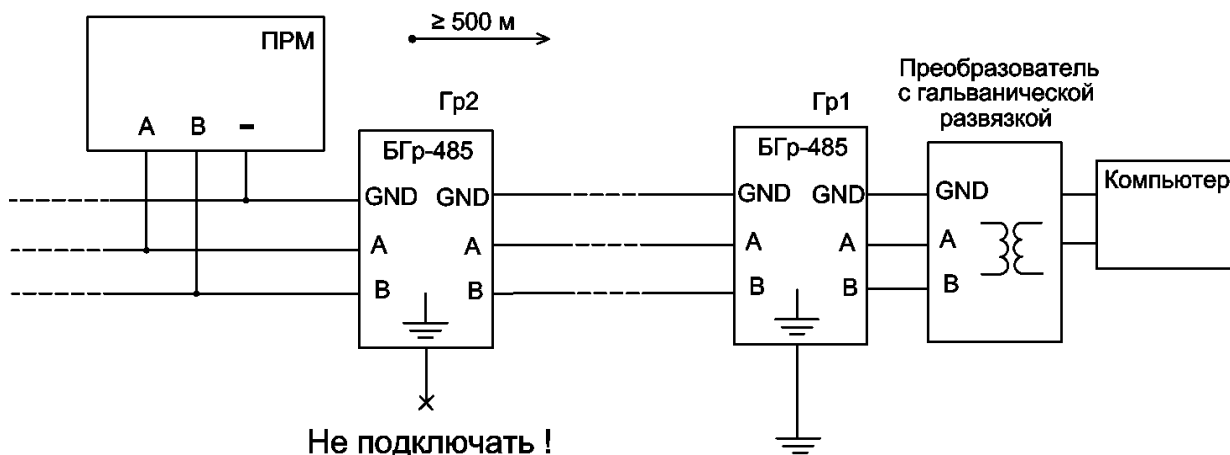 ≥ 500 м
ПРМ
A B –
Гр2
БГр-485
GND GND
A A
B B
Не подключать !
Гр1
БГр-485
GND GND
A A
B B
Преобразователь
с гальванической
развязкой
GND
A
B
Компьютер